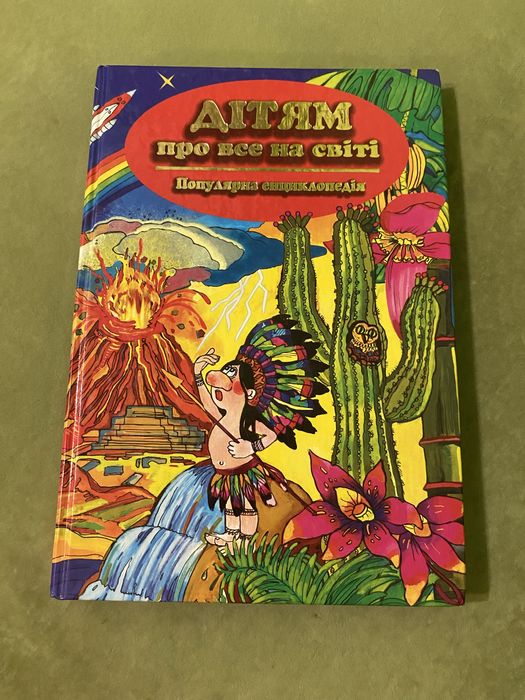 ДІТЯМ
про все на світі
Популярна енциклопедія